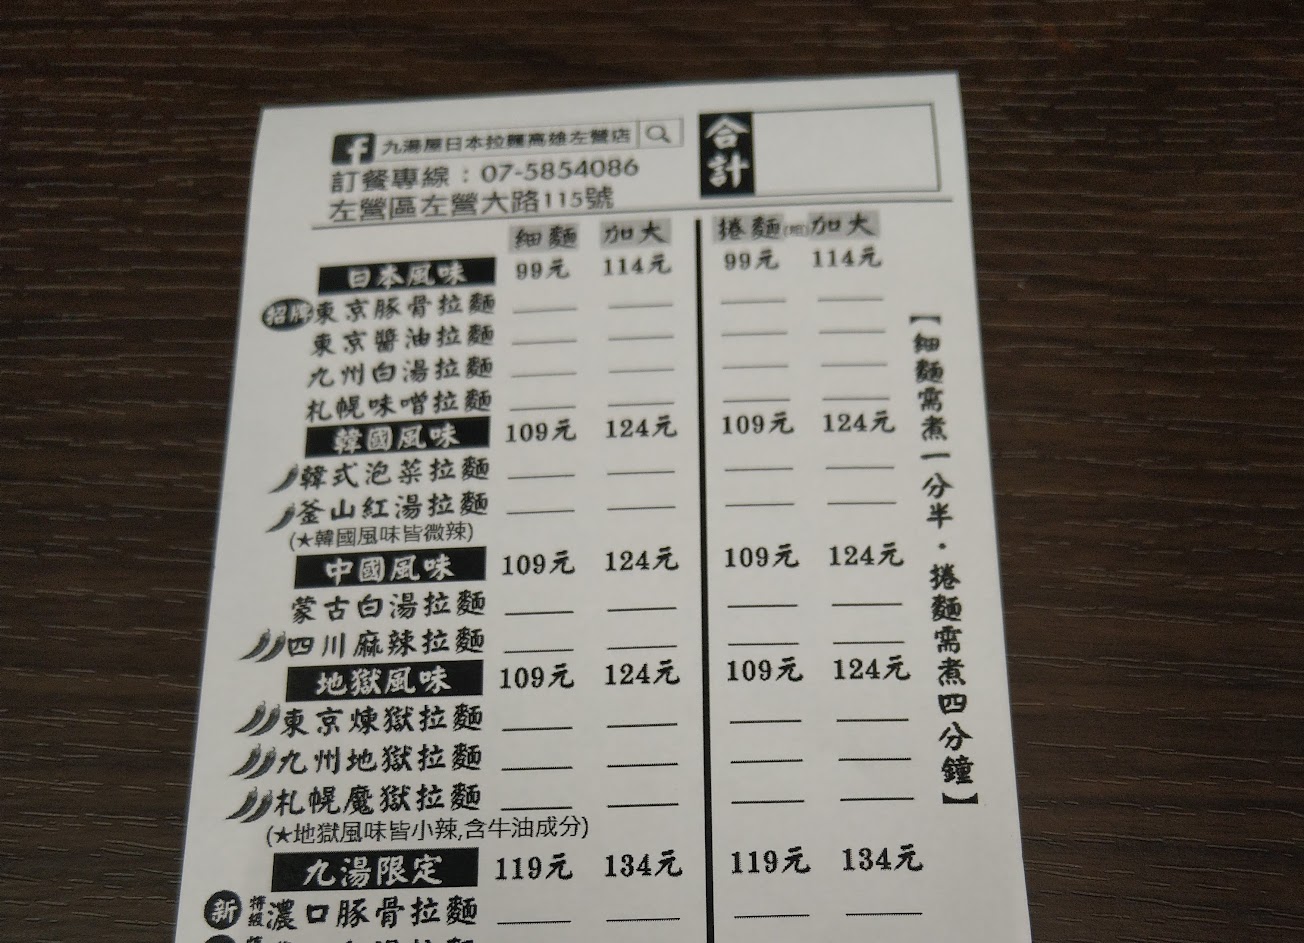 九湯屋日本拉麵高雄左營店
訂餐專線：07-5854086
左營區左營大路115號
合計
細麵 加大 捲麵(粗)加大
日本風味 99元 114元 99元 114元
招牌 東京豚骨拉麵
東京醬油拉麵
九州白湯拉麵
札幌味噌拉麵
韓國風味 109元 124元 109元 124元
韓式泡菜拉麵
釜山紅湯拉麵
(★韓國風味皆微辣)
中國風味 109元 124元 109元 124元
蒙古白湯拉麵
四川麻辣拉麵
地獄風味 109元 124元 109元 124元
東京煉獄拉麵
九州地獄拉麵
札幌魔獄拉麵
(★地獄風味皆小辣,含牛油成分)
九湯限定 119元 134元 119元 134元
新 特級 濃口豚骨拉麵
【細麵需煮一分半・捲麵需煮四分鐘】